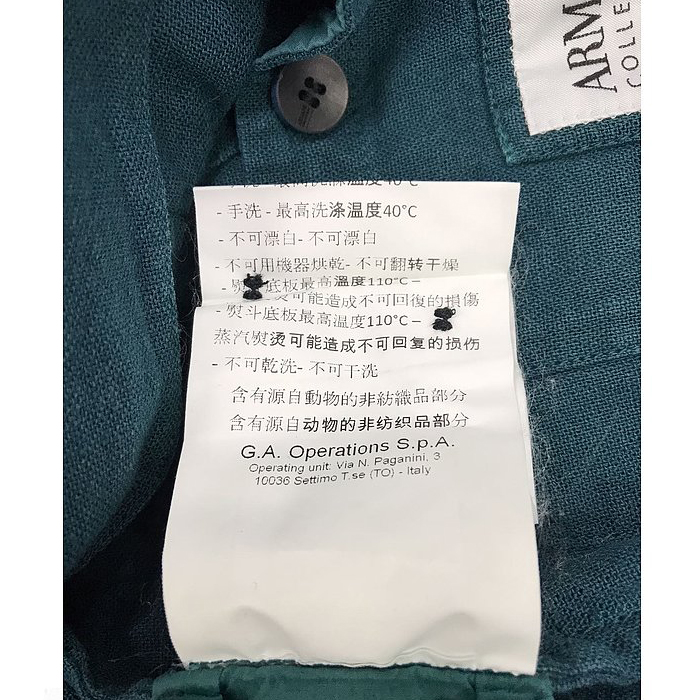 ARM
COLLE
- 手洗 - 最高洗涤温度40°C
- 不可漂白- 不可漂白
- 不可用機器烘乾- 不可翻转干燥
- 熨 底板最高溫度110°C –
烫可能造成不可回復的損傷
- 熨斗底板最高温度110°C –
蒸汽熨烫可能造成不可回复的损伤
- 不可乾洗- 不可干洗
含有源自動物的非紡織品部分
含有源自动物的非纺织品部分
G.A. Operations S.p.A.
Operating unit: Via N. Paganini, 3
10036 Settimo T.se (TO) - Italy